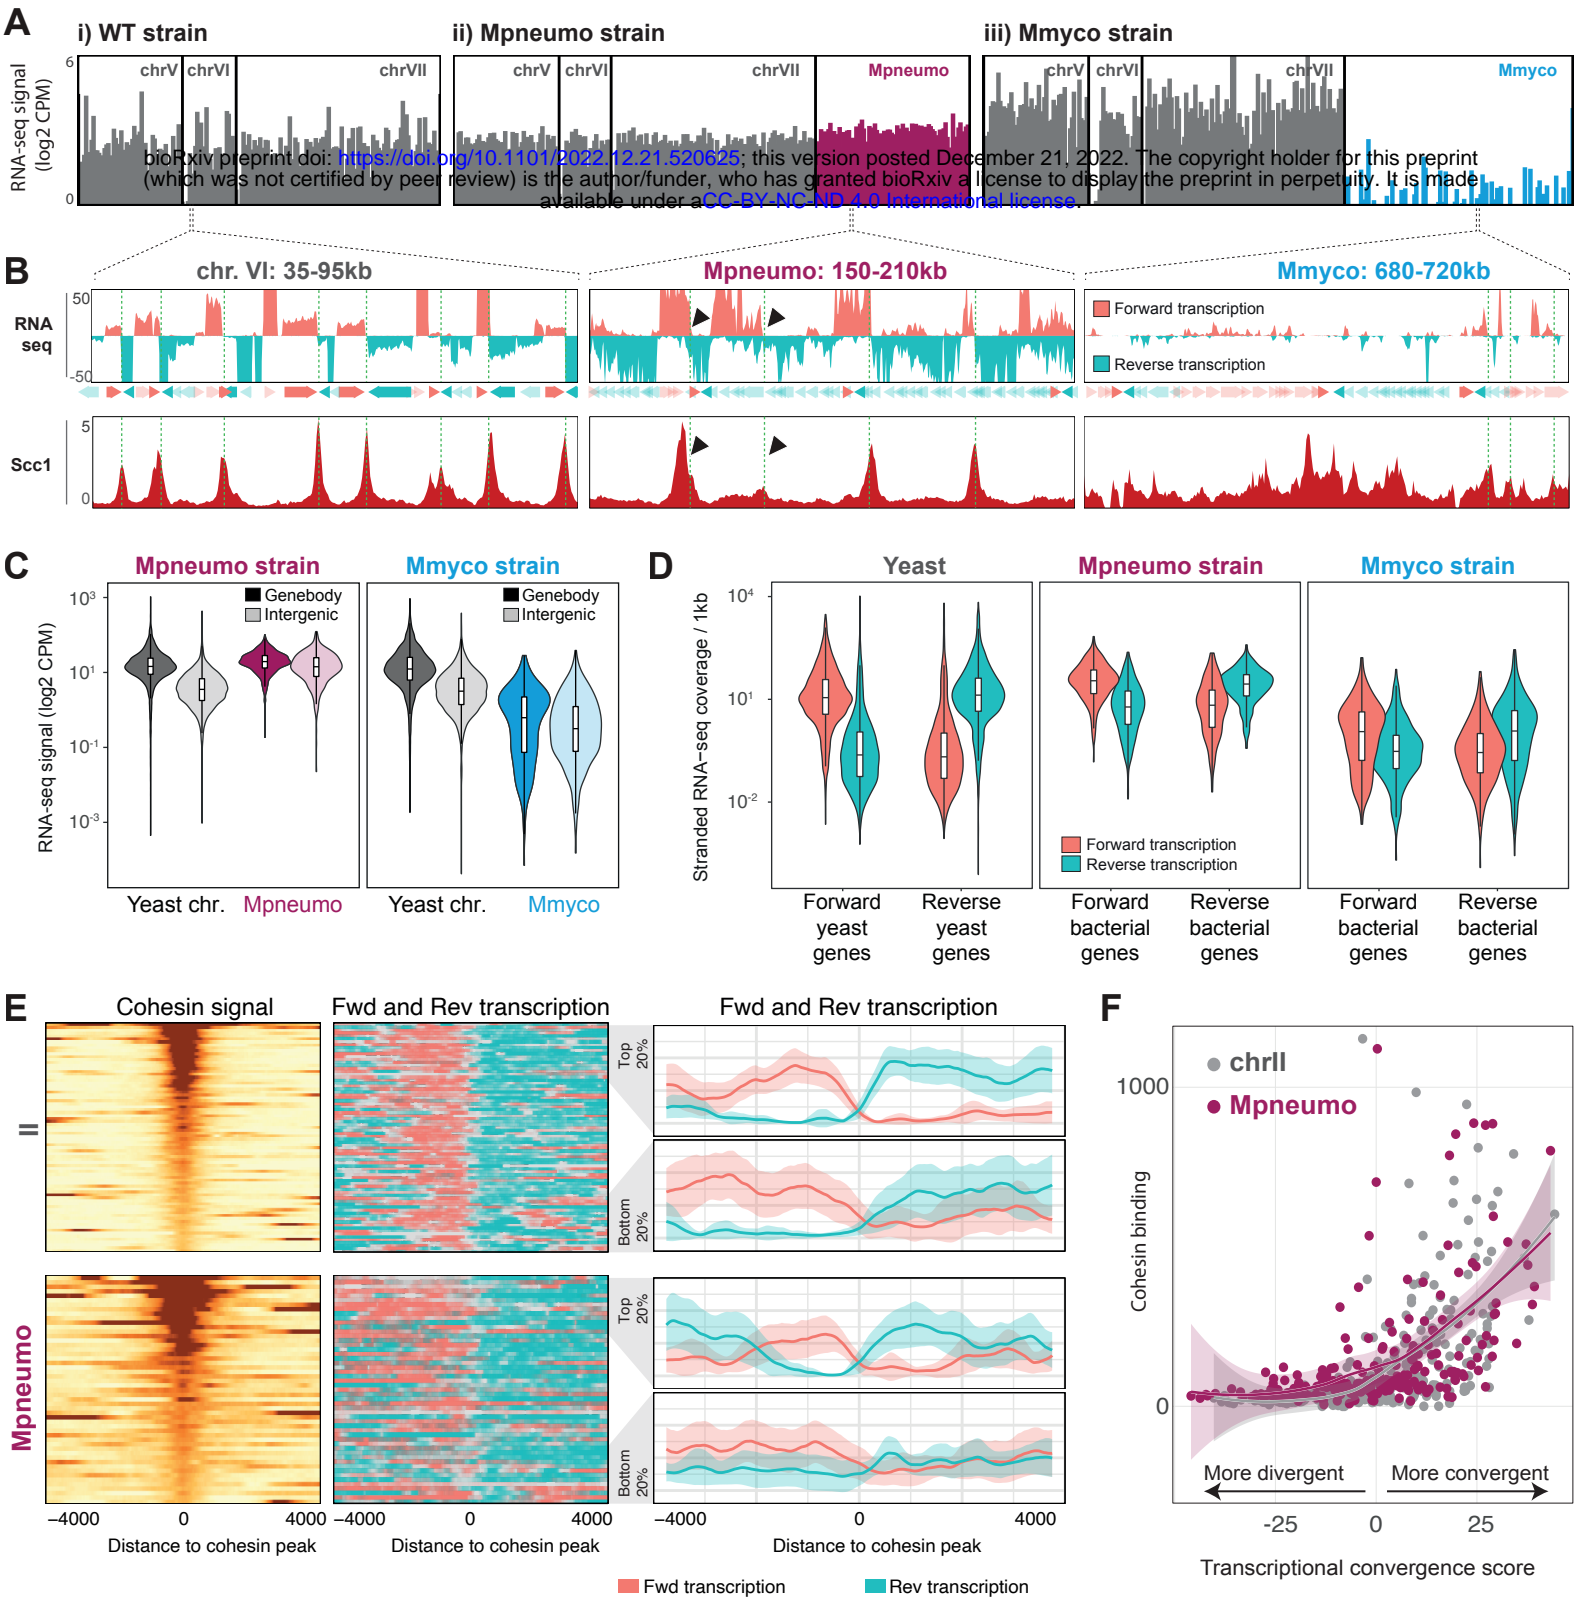 A
i) WT strain
ii) Mpneumo strain
iii) Mmyco strain
RNA-seq signal
(log2 CPM)
6
0
chrV
chrVI
chrVII
chrV
chrVI
chrVII
Mpneumo
chrV
chrVI
chrVII
Mmyco
bioRxiv preprint doi: https://doi.org/10.1101/2022.12.21.520625; this version posted December 21, 2022. The copyright holder for this preprint
(which was not certified by peer review) is the author/funder, who has granted bioRxiv a license to display the preprint in perpetuity. It is made
available under aCC-BY-NC-ND 4.0 International license.
B
chr. VI: 35-95kb
Mpneumo: 150-210kb
Mmyco: 680-720kb
RNA
seq
50
-50
Forward transcription
Reverse transcription
Scc1
5
0
C
Mpneumo strain
Mmyco strain
RNA-seq signal (log2 CPM)
10³
10¹
10⁻¹
10⁻³
Genebody
Intergenic
Genebody
Intergenic
Yeast chr.
Mpneumo
Yeast chr.
Mmyco
D
Yeast
Mpneumo strain
Mmyco strain
Stranded RNA-seq coverage / 1kb
10⁴
10¹
10⁻²
Forward transcription
Reverse transcription
Forward
yeast
genes
Reverse
yeast
genes
Forward
bacterial
genes
Reverse
bacterial
genes
Forward
bacterial
genes
Reverse
bacterial
genes
E
Cohesin signal
Fwd and Rev transcription
Fwd and Rev transcription
II
Top
20%
Bottom
20%
Mpneumo
Top
20%
Bottom
20%
−4000
0
4000
−4000
0
4000
−4000
0
4000
Distance to cohesin peak
Distance to cohesin peak
Distance to cohesin peak
Fwd transcription
Rev transcription
F
chrII
Mpneumo
Cohesin binding
1000
0
More divergent
More convergent
-25
0
25
Transcriptional convergence score